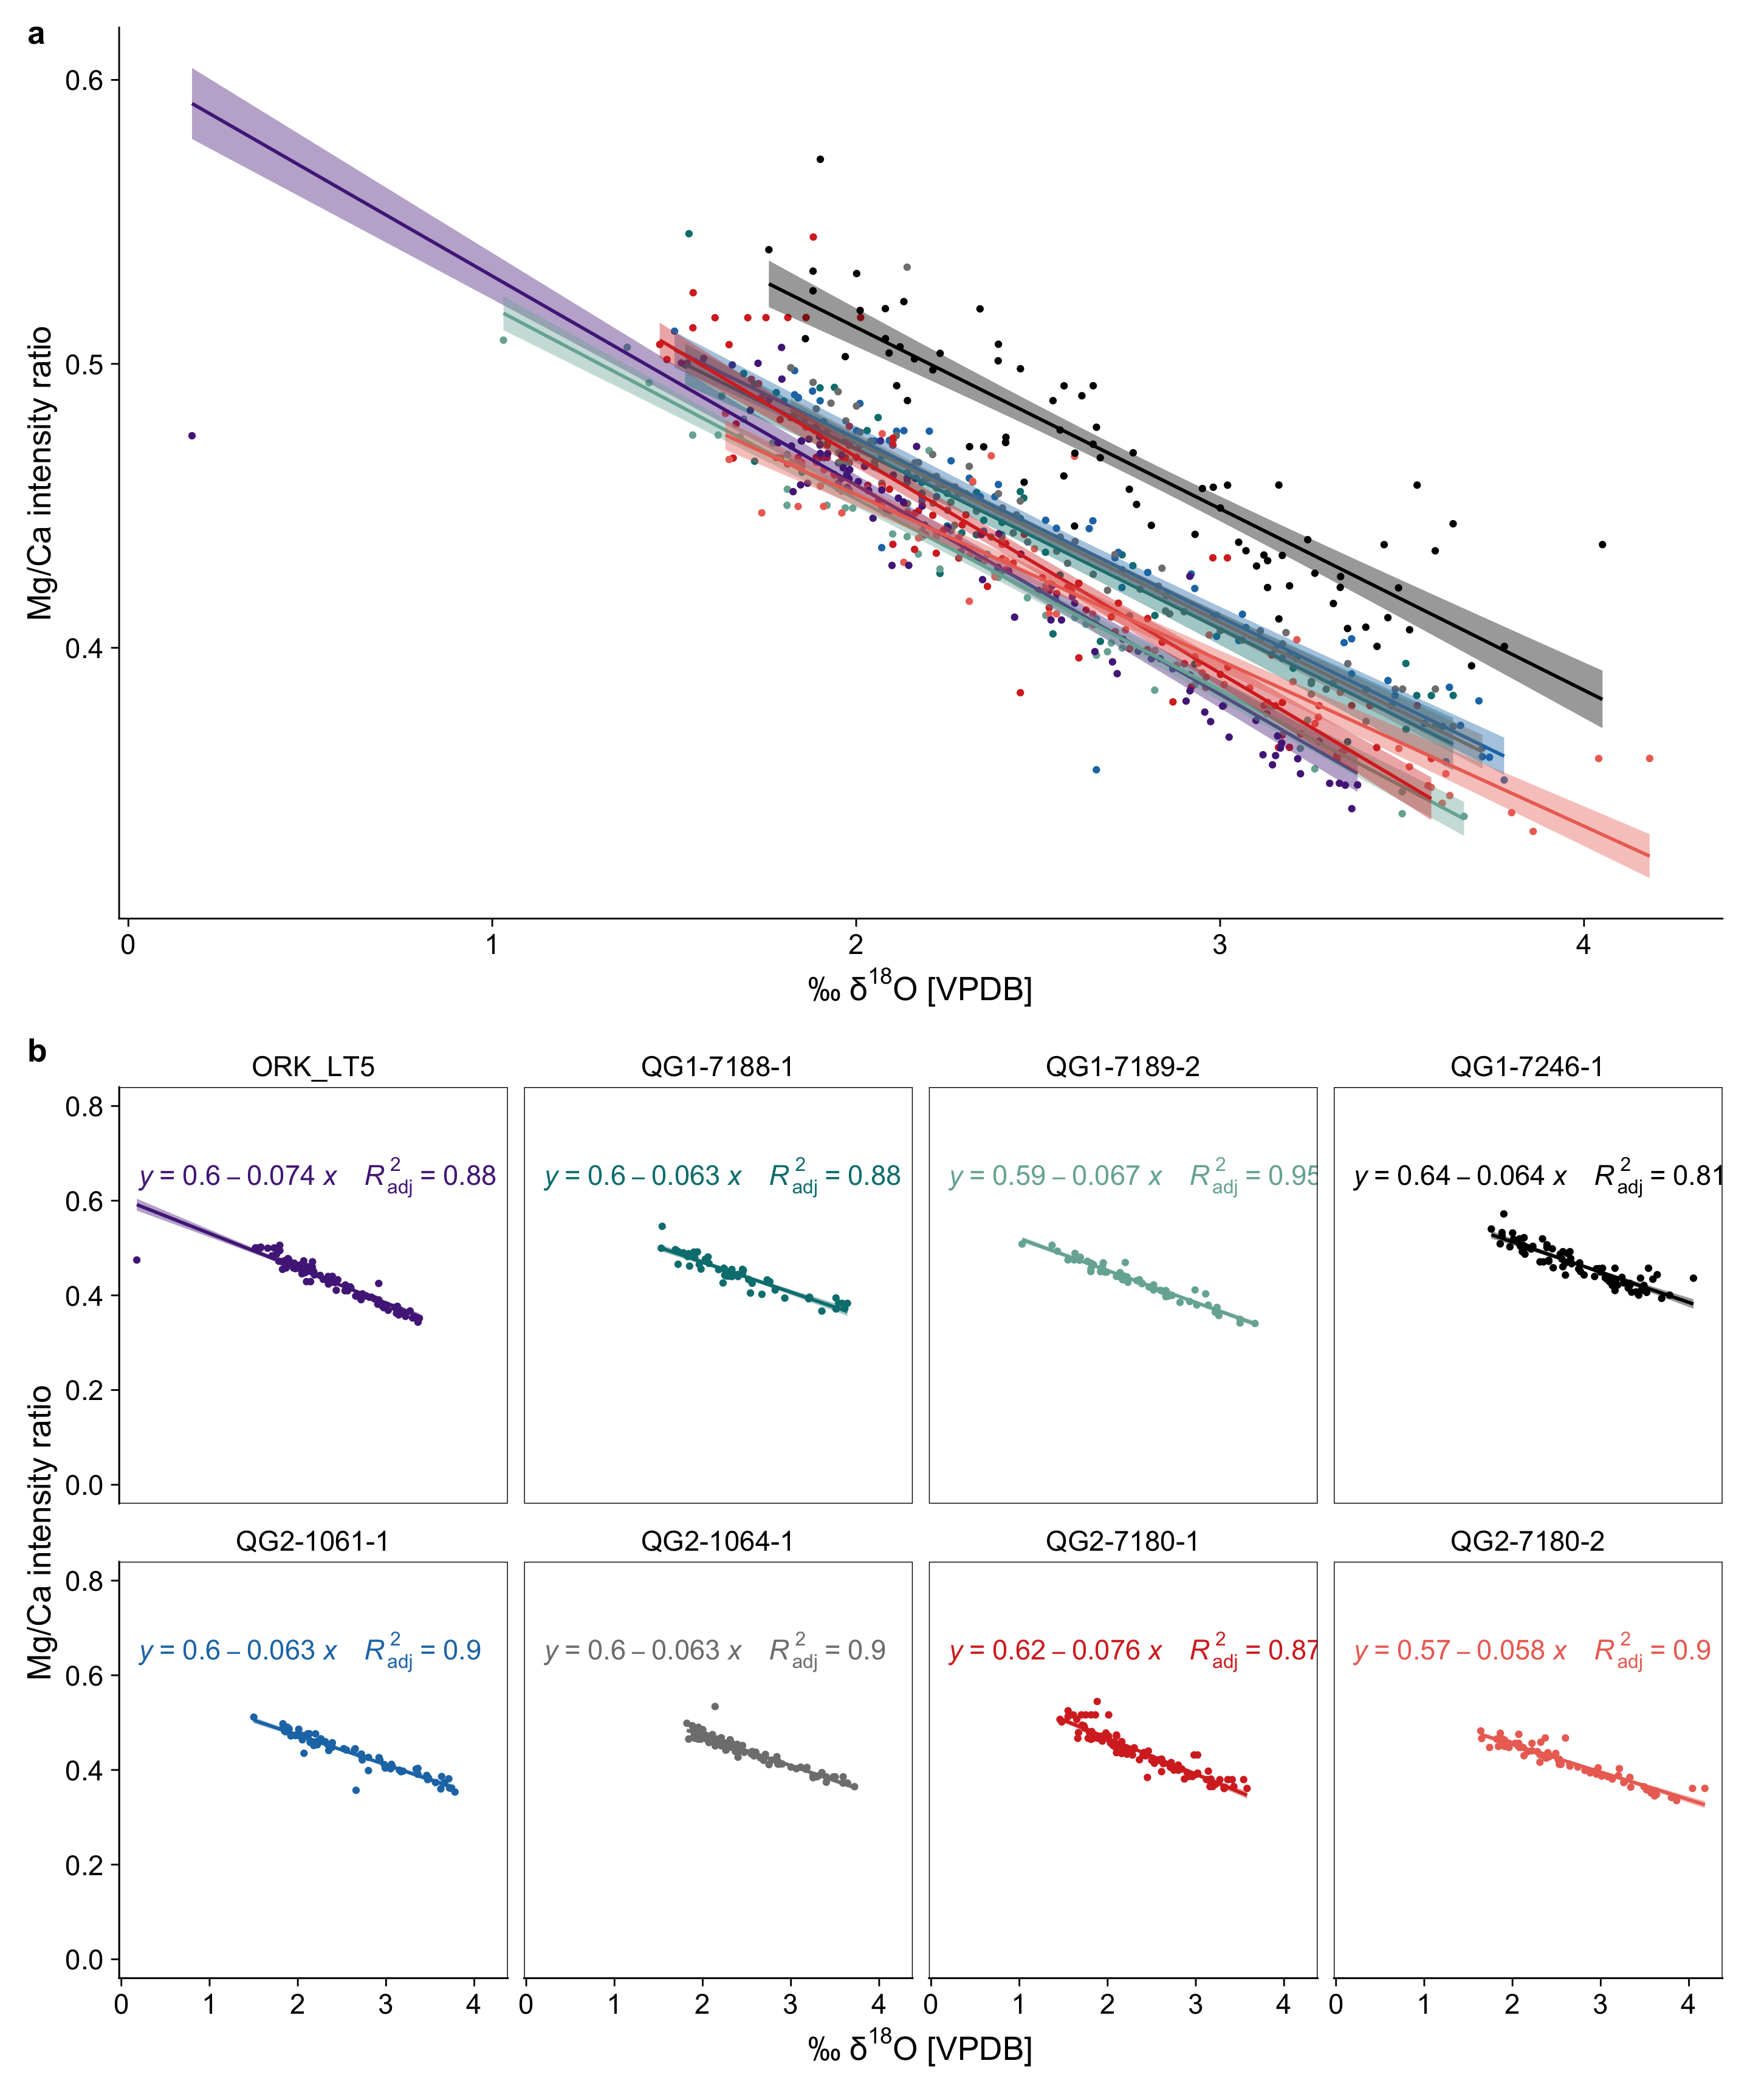 a
0.6
0.5
0.4
Mg/Ca intensity ratio
0 1 2 3 4
‰ δ18O [VPDB]
b
ORK_LT5 QG1-7188-1 QG1-7189-2 QG1-7246-1
0.8
0.6
0.4
0.2
0.0
y = 0.6 – 0.074 x R2adj = 0.88
y = 0.6 – 0.063 x R2adj = 0.88
y = 0.59 – 0.067 x R2adj = 0.95
y = 0.64 – 0.064 x R2adj = 0.81
Mg/Ca intensity ratio
QG2-1061-1 QG2-1064-1 QG2-7180-1 QG2-7180-2
0.8
0.6
0.4
0.2
0.0
y = 0.6 – 0.063 x R2adj = 0.9
y = 0.6 – 0.063 x R2adj = 0.9
y = 0.62 – 0.076 x R2adj = 0.87
y = 0.57 – 0.058 x R2adj = 0.9
0 1 2 3 4 0 1 2 3 4 0 1 2 3 4 0 1 2 3 4
‰ δ18O [VPDB]